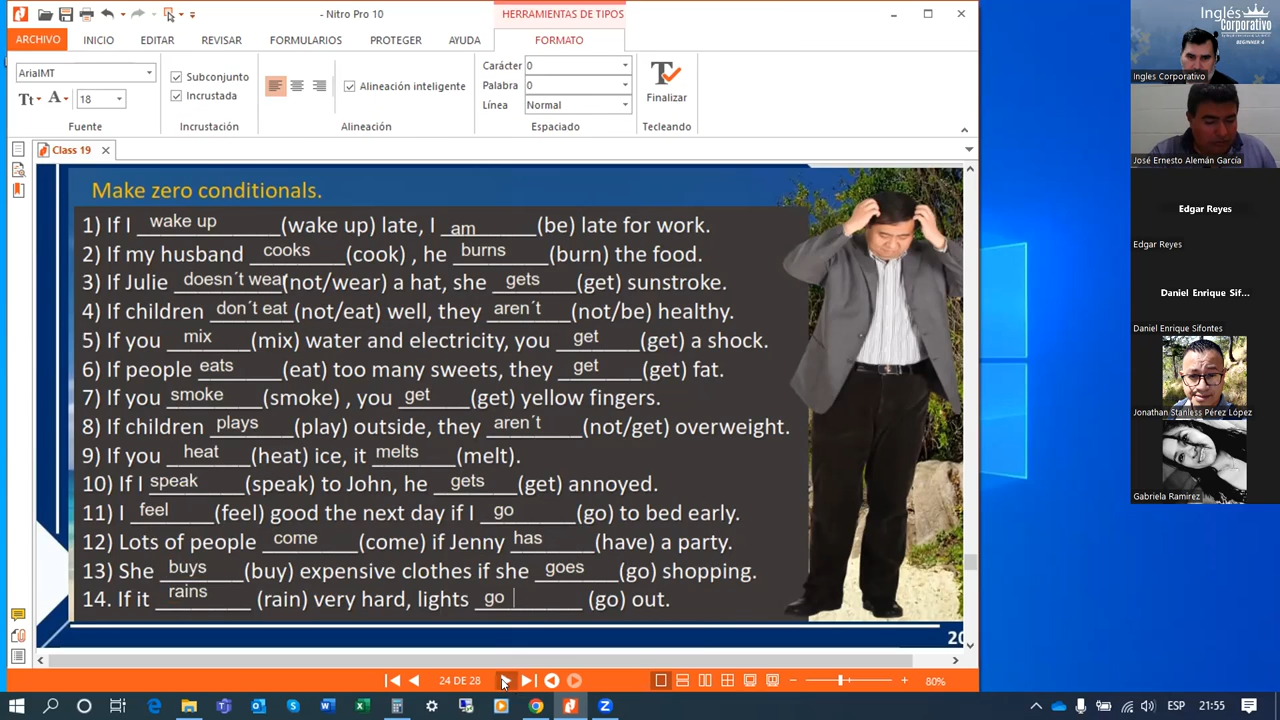 - Nitro Pro 10
HERRAMIENTAS DE TIPOS
ARCHIVO INICIO EDITAR REVISAR FORMULARIOS PROTEGER AYUDA FORMATO
ArialMT
Subconjunto
Incrustada
Alineación inteligente
Carácter 0
Palabra 0
Línea Normal
Finalizar
Tt A 18
Fuente Incrustación Alineación Espaciado Tecleando
Class 19
Make zero conditionals.
1) If I wake up (wake up) late, I am (be) late for work.
2) If my husband cooks (cook) , he burns (burn) the food.
3) If Julie doesn´t wear (not/wear) a hat, she gets (get) sunstroke.
4) If children don´t eat (not/eat) well, they aren´t (not/be) healthy.
5) If you mix (mix) water and electricity, you get (get) a shock.
6) If people eats (eat) too many sweets, they get (get) fat.
7) If you smoke (smoke) , you get (get) yellow fingers.
8) If children plays (play) outside, they aren´t (not/get) overweight.
9) If you heat (heat) ice, it melts (melt).
10) If I speak (speak) to John, he gets (get) annoyed.
11) I feel (feel) good the next day if I go (go) to bed early.
12) Lots of people come (come) if Jenny has (have) a party.
13) She buys (buy) expensive clothes if she goes (go) shopping.
14. If it rains (rain) very hard, lights go (go) out.
20
24 DE 28
80%
Inglés
Corporativo
BEGINNER 4
Ingles Corporativo
José Ernesto Alemán García
Edgar Reyes
Edgar Reyes
Daniel Enrique Sif...
Daniel Enrique Sifontes
Jonathan Stanless Pérez López
Gabriela Ramirez
ESP 21:55